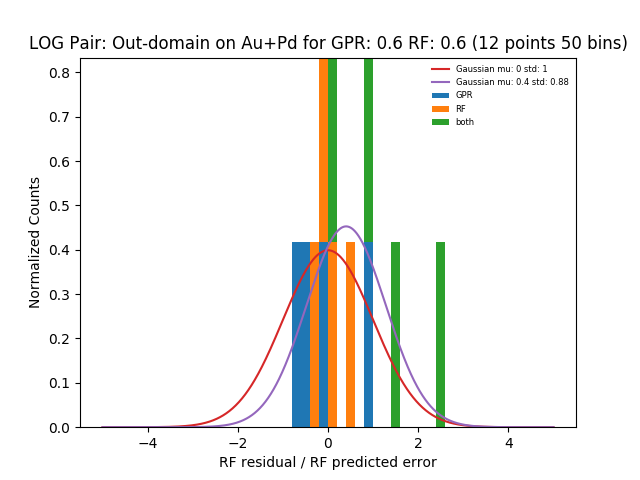 LOG Pair: Out-domain on Au+Pd for GPR: 0.6 RF: 0.6 (12 points 50 bins)
Gaussian mu: 0 std: 1
Gaussian mu: 0.4 std: 0.88
GPR
RF
both
Normalized Counts
0.8
0.7
0.6
0.5
0.4
0.3
0.2
0.1
0.0
−4 −2 0 2 4
RF residual / RF predicted error